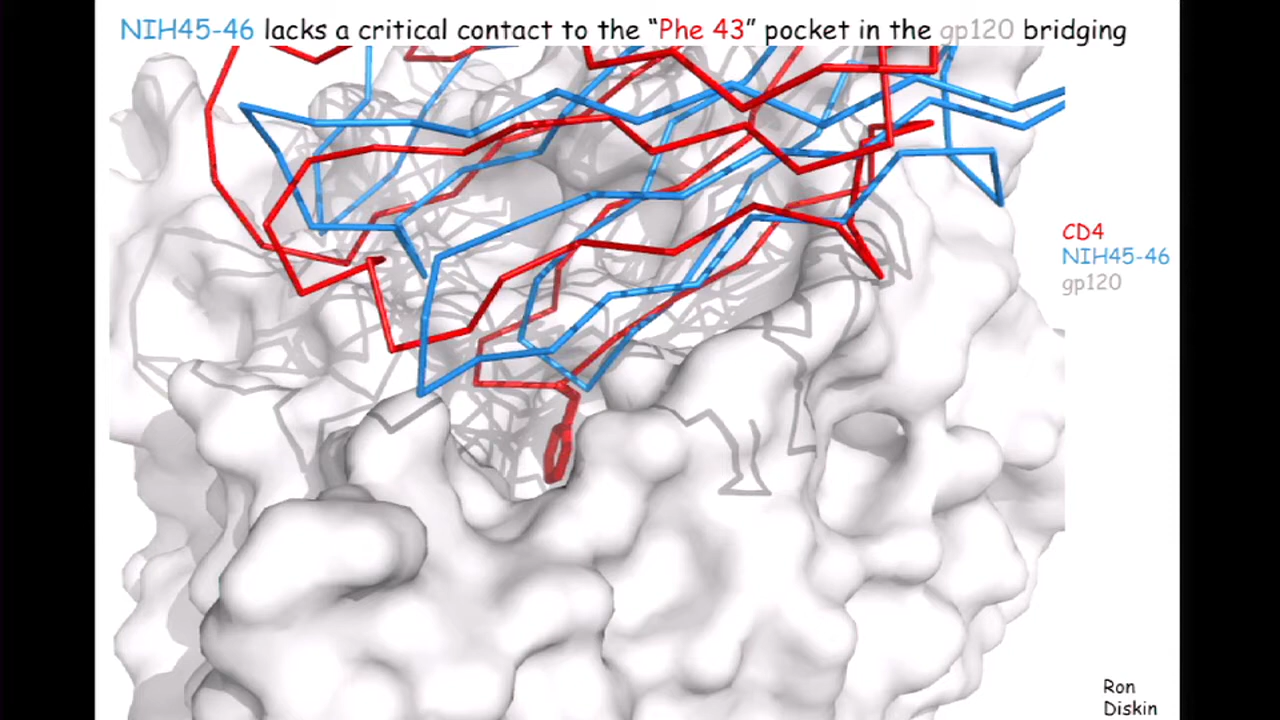 NIH45-46 lacks a critical contact to the “Phe 43” pocket in the gp120 bridging
CD4
NIH45-46
gp120
Ron
Diskin